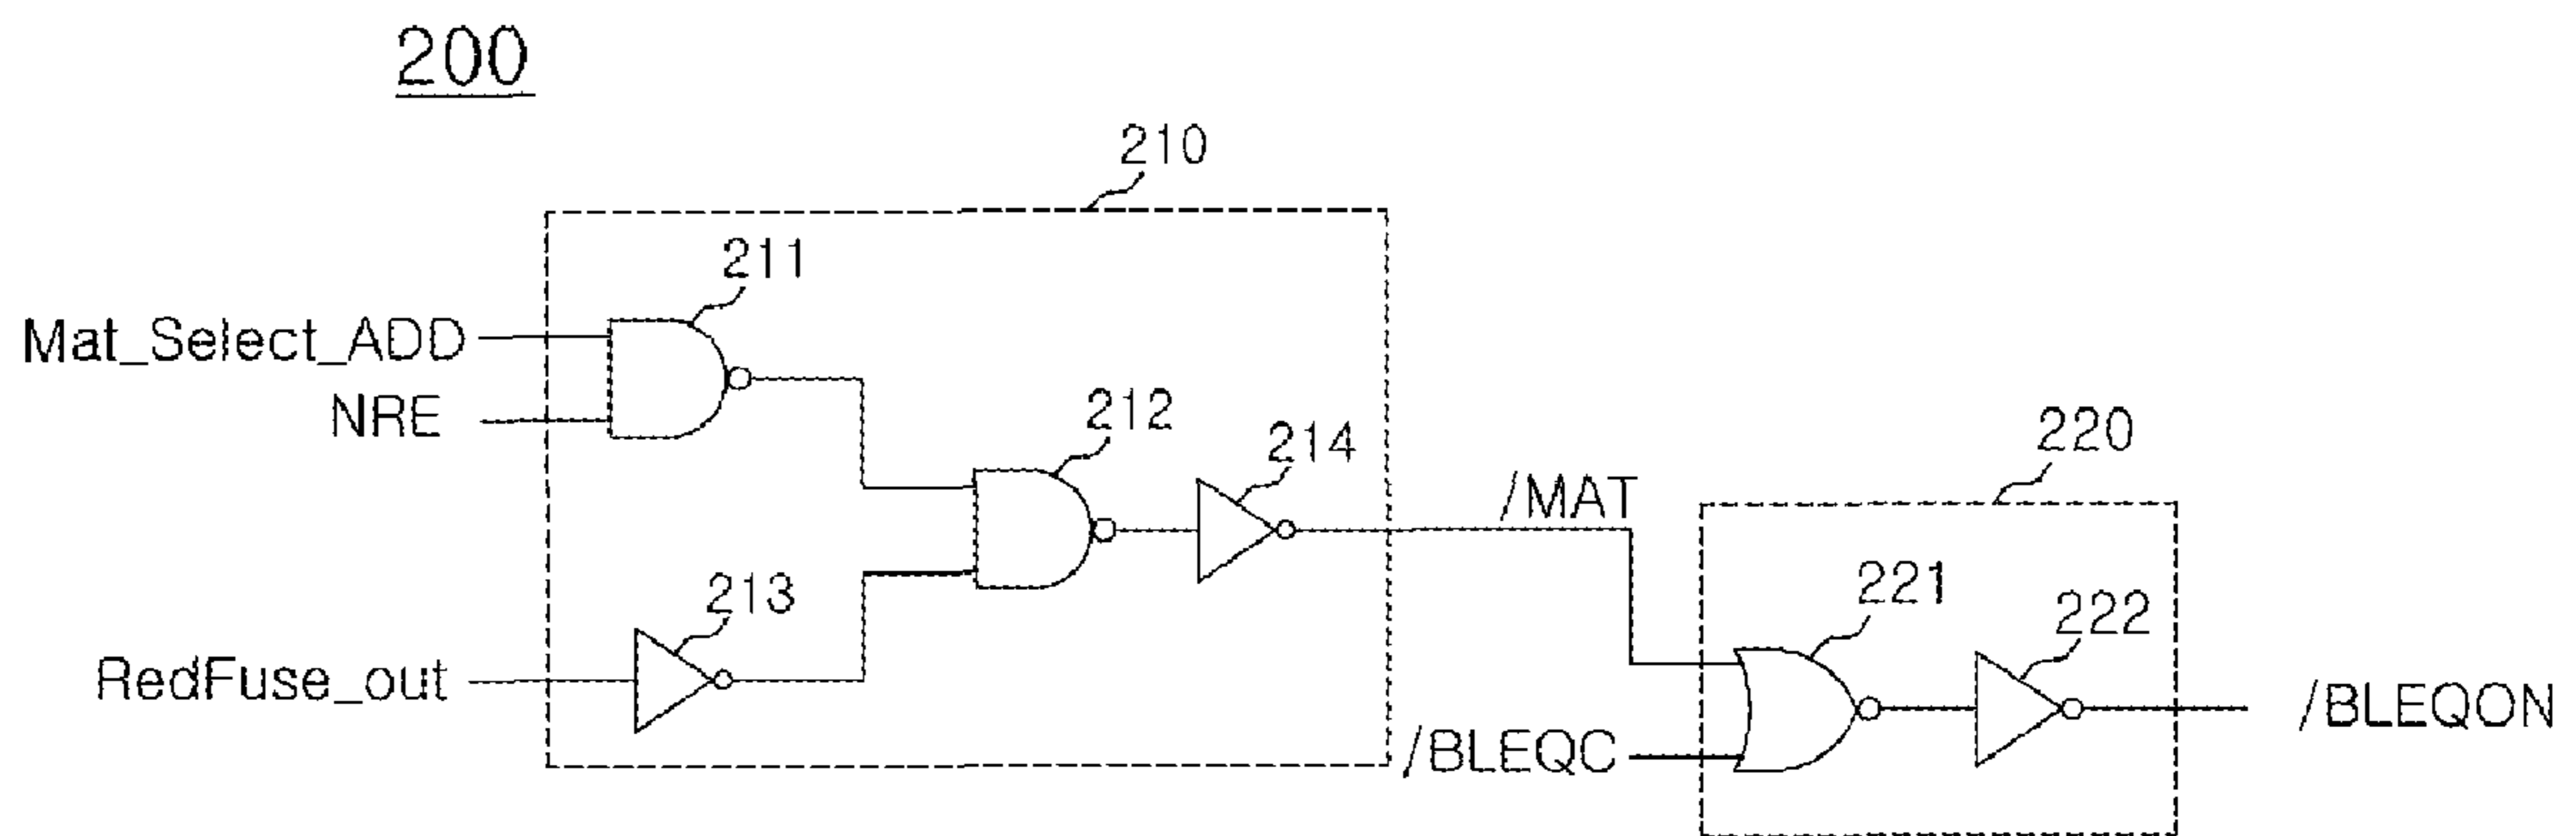 200
210
211
Mat_Select_ADD
NRE
212
214
/MAT
220
213
RedFuse_out
221
222
/BLEQC
/BLEQON